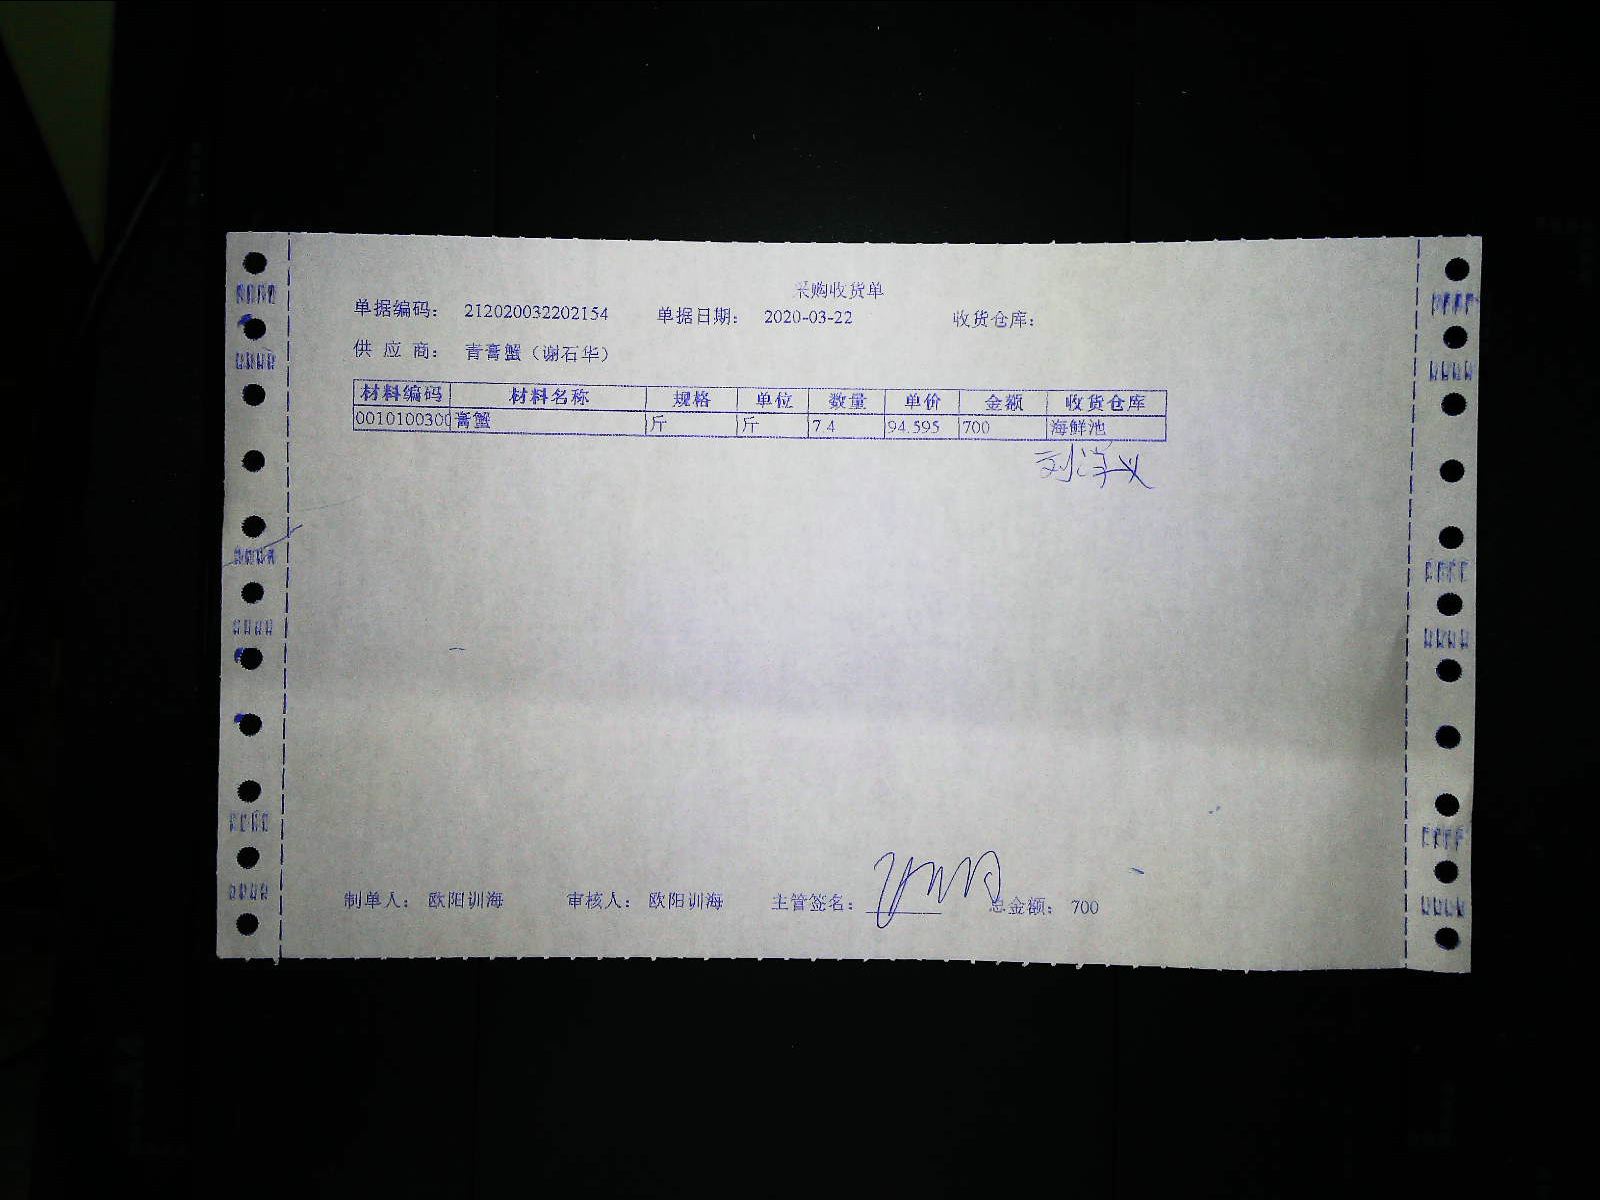 采购收货单
单据编码: 212020032202154 单据日期: 2020-03-22 收货仓库:
供 应 商: 青膏蟹（谢石华）
材料编码 材料名称 规格 单位 数量 单价 金额 收货仓库
0010100300 膏蟹 斤 斤 7.4 94.595 700 海鲜池
制单人: 欧阳训海 审核人: 欧阳训海 主管签名: 总金额: 700